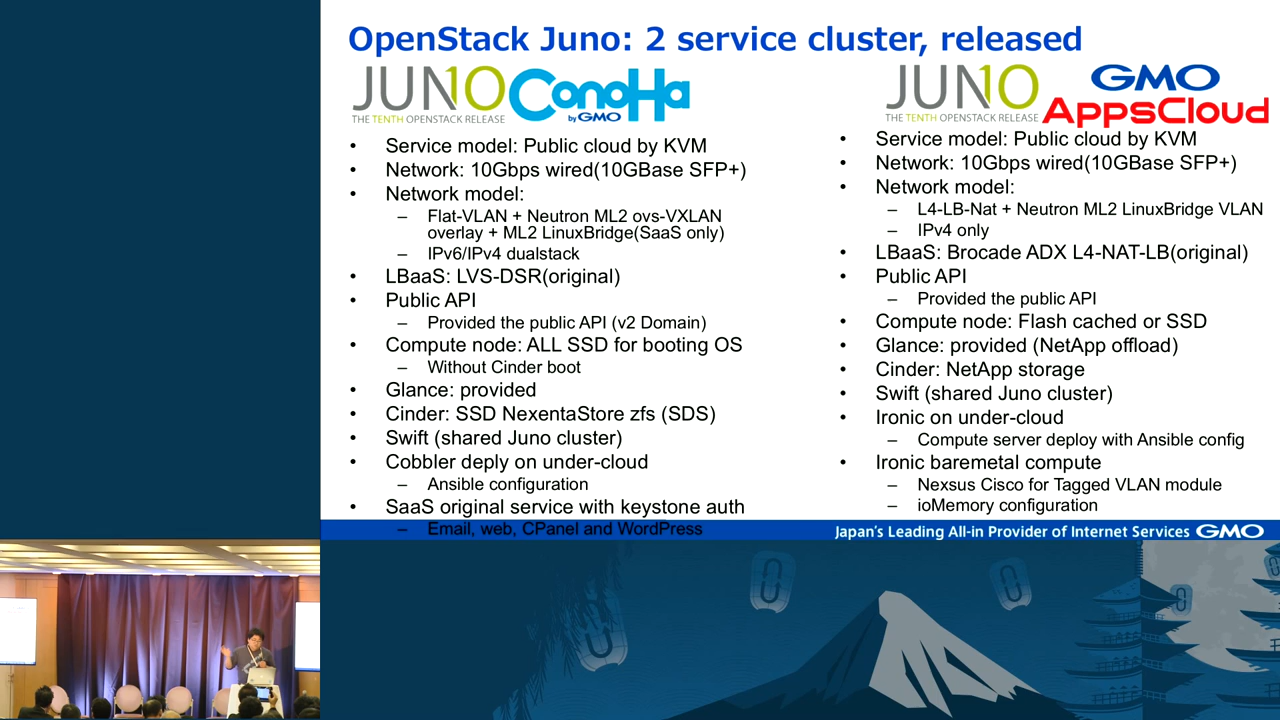 OpenStack Juno: 2 service cluster, released
JUNO
THE TENTH OPENSTACK RELEASE
ConoHa
by GMO
• Service model: Public cloud by KVM
• Network: 10Gbps wired(10GBase SFP+)
• Network model:
– Flat-VLAN + Neutron ML2 ovs-VXLAN
overlay + ML2 LinuxBridge(SaaS only)
– IPv6/IPv4 dualstack
• LBaaS: LVS-DSR(original)
• Public API
– Provided the public API (v2 Domain)
• Compute node: ALL SSD for booting OS
– Without Cinder boot
• Glance: provided
• Cinder: SSD NexentaStore zfs (SDS)
• Swift (shared Juno cluster)
• Cobbler deply on under-cloud
– Ansible configuration
• SaaS original service with keystone auth
– Email, web, CPanel and WordPress
JUNO
THE TENTH OPENSTACK RELEASE
GMO
AppsCloud
• Service model: Public cloud by KVM
• Network: 10Gbps wired(10GBase SFP+)
• Network model:
– L4-LB-Nat + Neutron ML2 LinuxBridge VLAN
– IPv4 only
• LBaaS: Brocade ADX L4-NAT-LB(original)
• Public API
– Provided the public API
• Compute node: Flash cached or SSD
• Glance: provided (NetApp offload)
• Cinder: NetApp storage
• Swift (shared Juno cluster)
• Ironic on under-cloud
– Compute server deploy with Ansible config
• Ironic baremetal compute
– Nexsus Cisco for Tagged VLAN module
– ioMemory configuration
Japan's Leading All-in Provider of Internet Services GMO